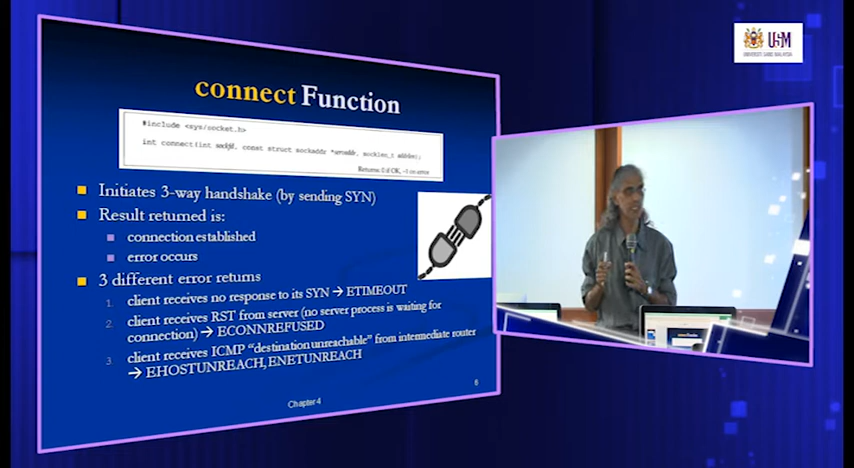 USM
UNIVERSITI SAINS MALAYSIA
connect Function
#include <sys/socket.h>
int connect(int sockfd, const struct sockaddr *servaddr, socklen_t addrlen);
Returns: 0 if OK, -1 on error
Initiates 3-way handshake (by sending SYN)
Result returned is:
connection established
error occurs
3 different error returns
1. client receives no response to its SYN → ETIMEOUT
2. client receives RST from server (no server process is waiting for
connection) → ECONNREFUSED
3. client receives ICMP “destination unreachable” from intermediate router
→ EHOSTUNREACH, ENETUNREACH
6
Chapter 4